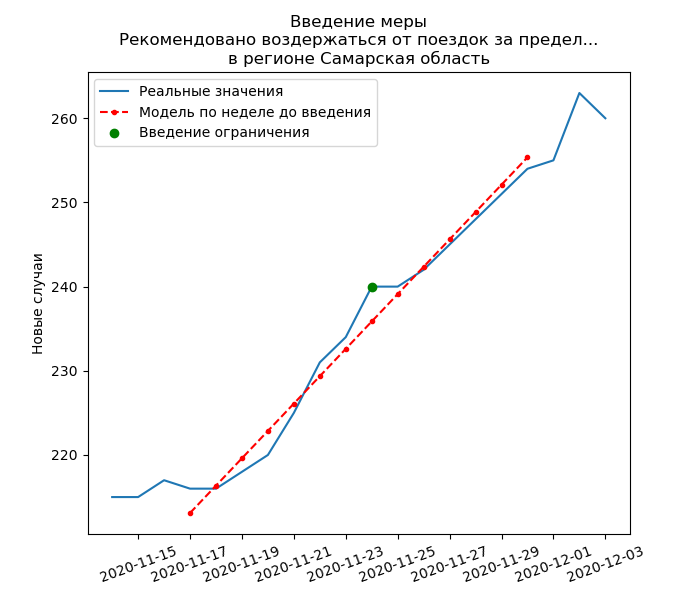 Введение меры
Рекомендовано воздержаться от поездок за предел...
в регионе Самарская область
Реальные значения
Модель по неделе до введения
Введение ограничения
Новые случаи
260
250
240
230
220
2020-11-15
2020-11-17
2020-11-19
2020-11-21
2020-11-23
2020-11-25
2020-11-27
2020-11-29
2020-12-01
2020-12-03